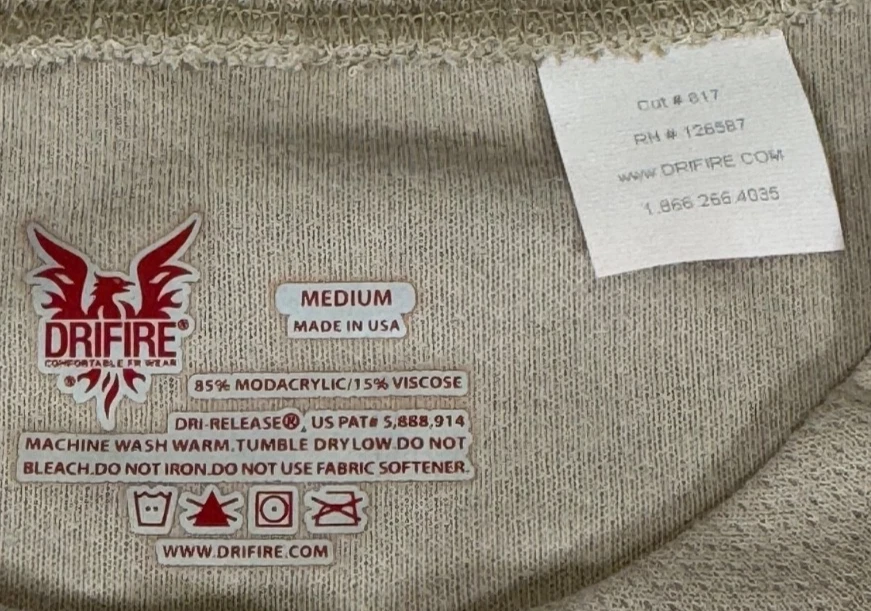 Cut # 817
RN # 126587
www DRIFIRE COM
1.866 266 4035
MEDIUM
MADE IN USA
DRIFIRE®
COMFORTABLE FR WEAR
®
85% MODACRYLIC/15% VISCOSE
DRI-RELEASE®, US PAT# 5,888,914
MACHINE WASH WARM.TUMBLE DRY LOW.DO NOT
BLEACH.DO NOT IRON.DO NOT USE FABRIC SOFTENER.
WWW.DRIFIRE.COM